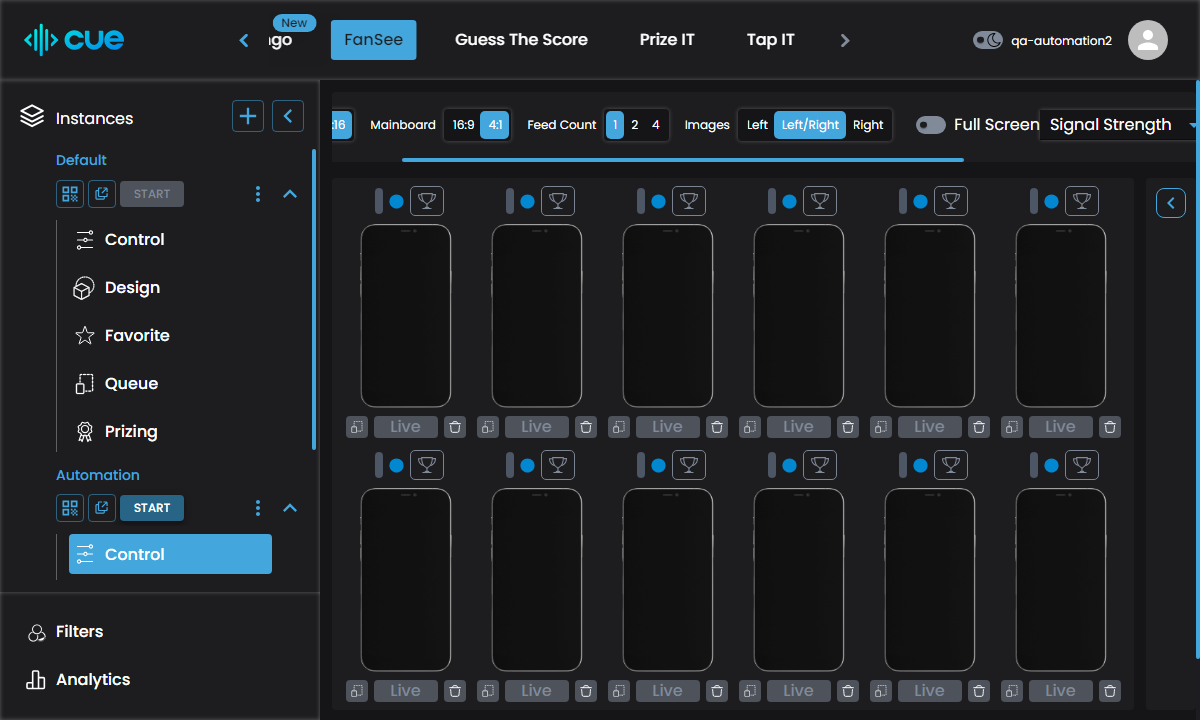 cue
New
FanSee
Guess The Score
Prize IT
Tap IT
qa-automation2
Instances
:16
Mainboard
16:9
4:1
Feed Count
1
2
4
Images
Left
Left/Right
Right
Full Screen
Signal Strength
Default
START
Control
Design
Favorite
Queue
Prizing
Automation
START
Control
Filters
Analytics
Live
Live
Live
Live
Live
Live
Live
Live
Live
Live
Live
Live